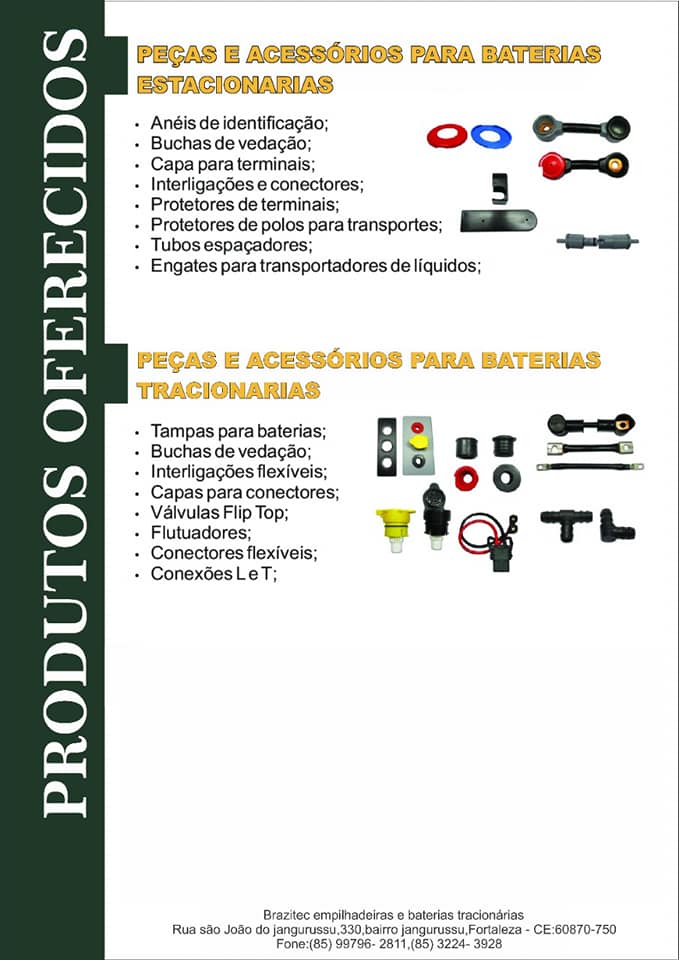 PRODUTOS OFERECIDOS
PEÇAS E ACESSÓRIOS PARA BATERIAS
ESTACIONARIAS
• Anéis de identificação;
• Buchas de vedação;
• Capa para terminais;
• Interligações e conectores;
• Protetores de terminais;
• Protetores de polos para transportes;
• Tubos espaçadores;
• Engates para transportadores de líquidos;
PEÇAS E ACESSÓRIOS PARA BATERIAS
TRACIONARIAS
• Tampas para baterias;
• Buchas de vedação;
• Interligações flexíveis;
• Capas para conectores;
• Válvulas Flip Top;
• Flutuadores;
• Conectores flexíveis;
• Conexões L e T;
Brazitec empilhadeiras e baterias tracionárias
Rua são João do jangurussu,330,bairro jangurussu,Fortaleza - CE:60870-750
Fone:(85) 99796- 2811,(85) 3224- 3928